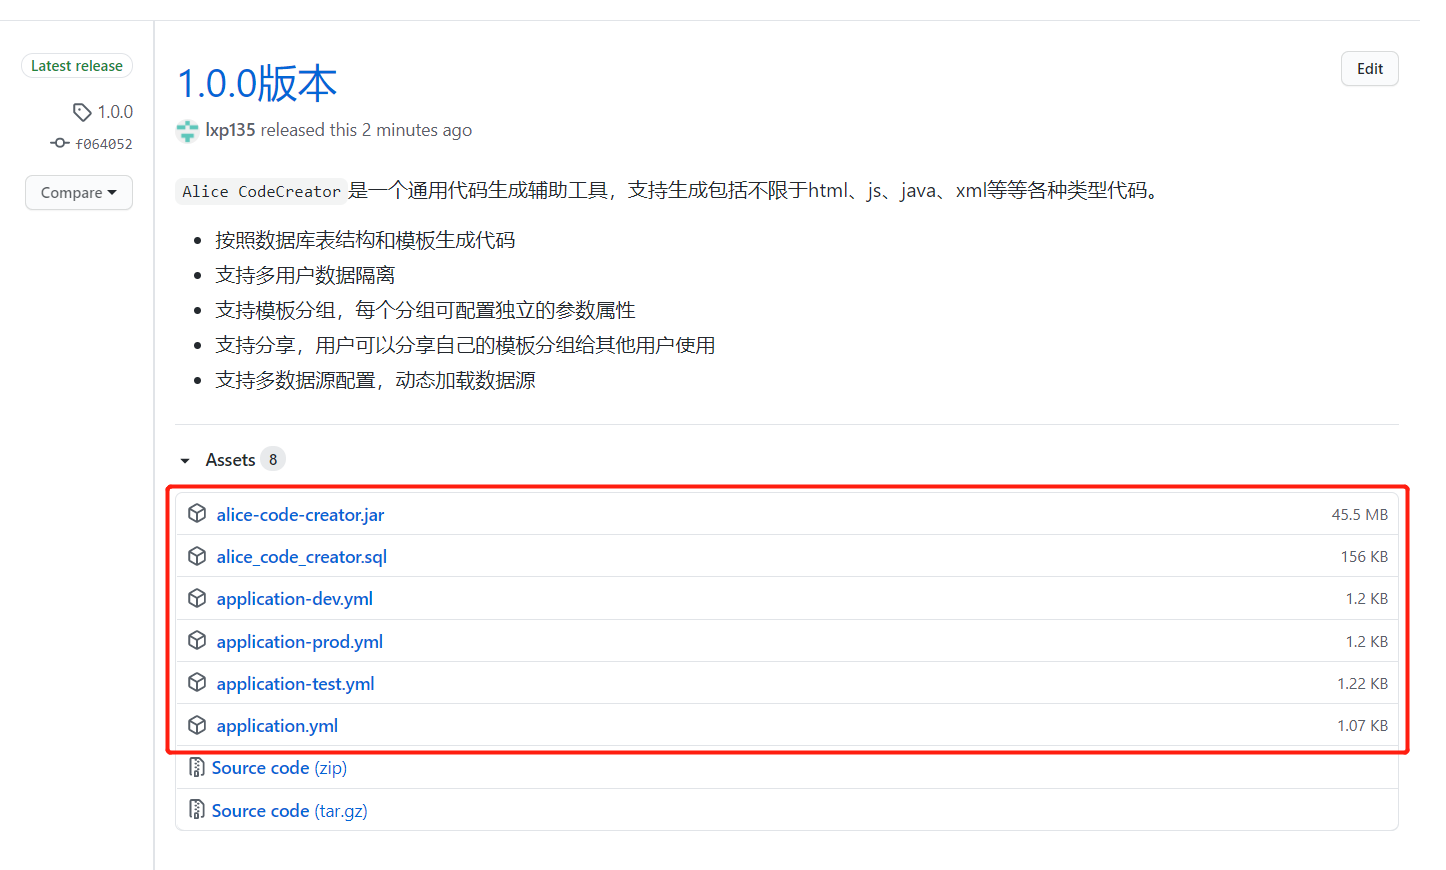 Latest release
1.0.0
f064052
Compare
1.0.0版本
Edit
lxp135 released this 2 minutes ago
Alice CodeCreator是一个通用代码生成辅助工具，支持生成包括不限于html、js、java、xml等等各种类型代码。
按照数据库表结构和模板生成代码
支持多用户数据隔离
支持模板分组，每个分组可配置独立的参数属性
支持分享，用户可以分享自己的模板分组给其他用户使用
支持多数据源配置，动态加载数据源
Assets 8
alice-code-creator.jar 45.5 MB
alice_code_creator.sql 156 KB
application-dev.yml 1.2 KB
application-prod.yml 1.2 KB
application-test.yml 1.22 KB
application.yml 1.07 KB
Source code (zip)
Source code (tar.gz)